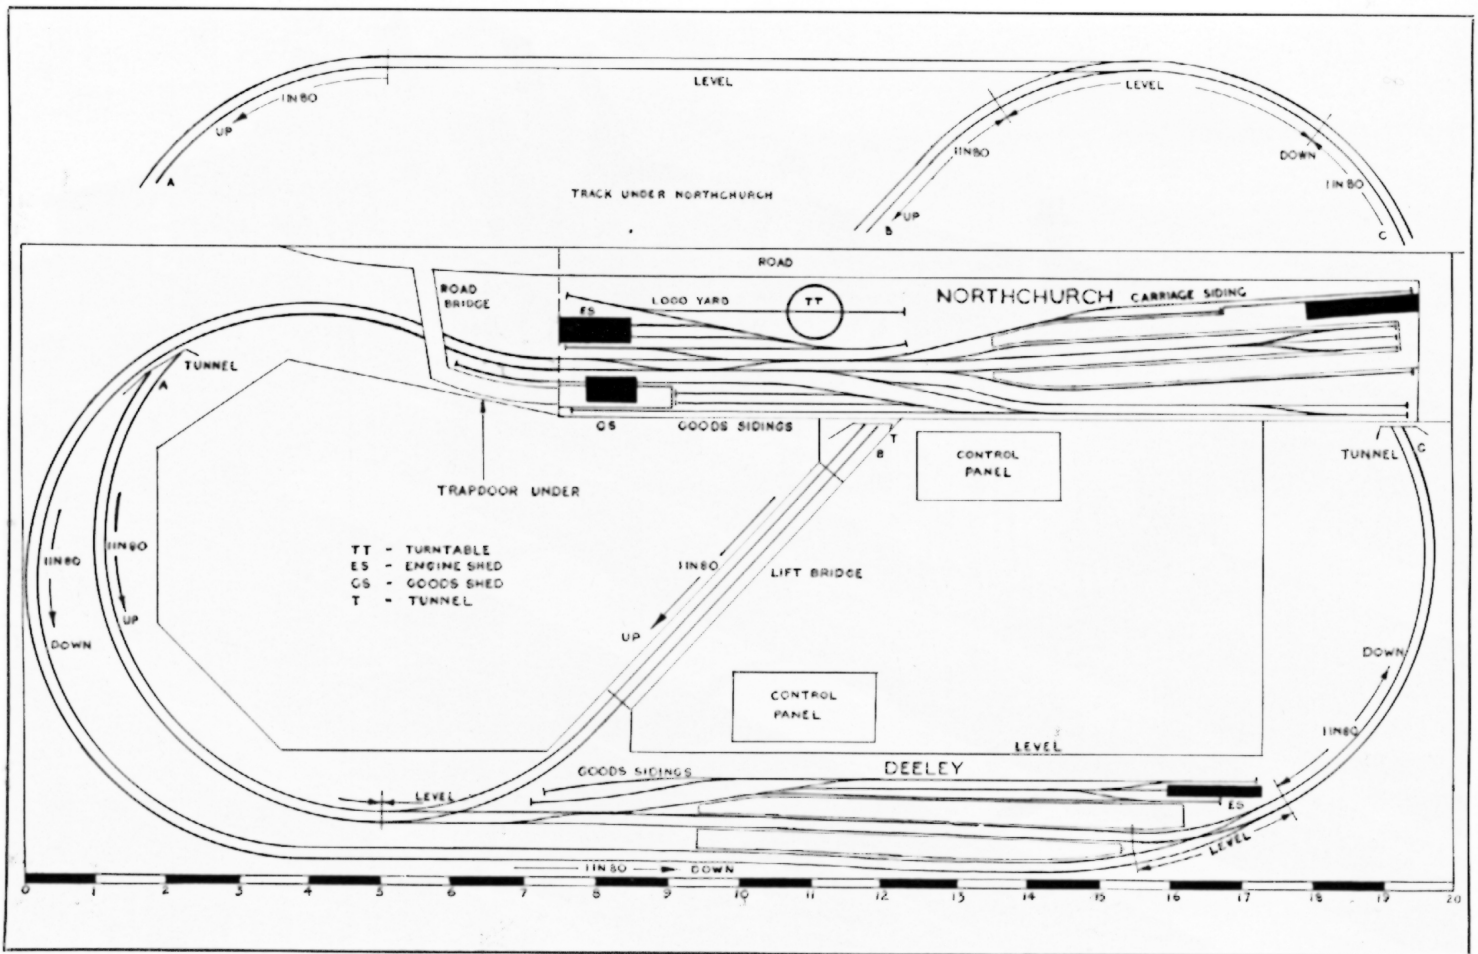 LEVEL
LEVEL
1 IN 80
UP
A
1 IN 80
DOWN
1 IN 80
UP
B
C
TRACK UNDER NORTHCHURCH
ROAD
ROAD
BRIDGE
LOCO YARD
TT
NORTHCHURCH CARRIAGE SIDING
ES
TUNNEL
A
GS
GOODS SIDINGS
T
B
CONTROL
PANEL
TUNNEL
C
TRAPDOOR UNDER
1 IN 80
1 IN 80
TT - TURNTABLE
ES - ENGINE SHED
GS - GOODS SHED
T - TUNNEL
1 IN 80
LIFT BRIDGE
UP
DOWN
UP
DOWN
CONTROL
PANEL
1 IN 80
LEVEL
GOODS SIDINGS
DEELEY
LEVEL
ES
LEVEL
1 IN 80
DOWN
0 1 2 3 4 5 6 7 8 9 10 11 12 13 14 15 16 17 18 19 20